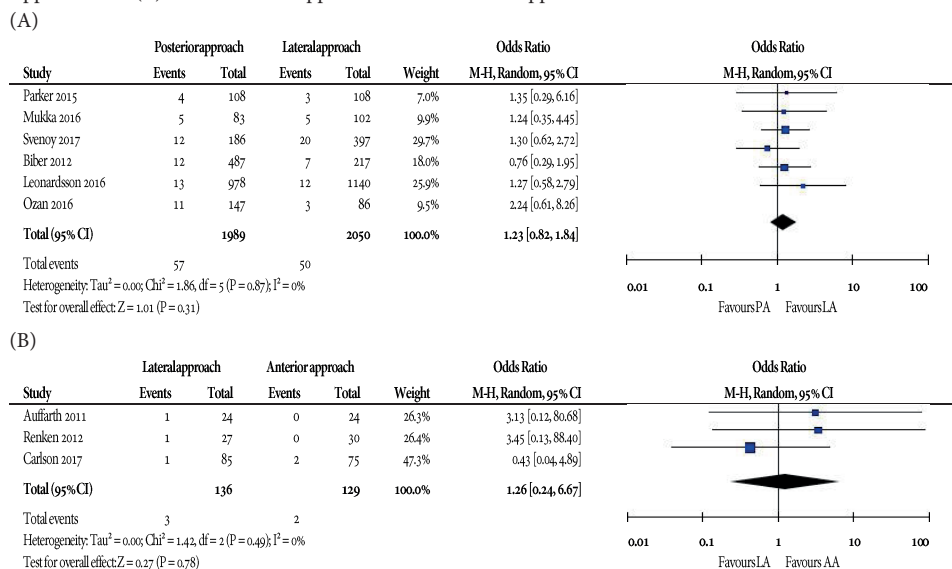 (A)
Posteriorapproach Lateralapproach Odds Ratio Odds Ratio
Study Events Total Events Total Weight M-H, Random, 95% CI M-H, Random, 95% CI
Parker 2015 4 108 3 108 7.0% 1.35 [0.29, 6.16]
Mukka 2016 5 83 5 102 9.9% 1.24 [0.35, 4.45]
Svenoy 2017 12 186 20 397 29.7% 1.30 [0.62, 2.72]
Biber 2012 12 487 7 217 18.0% 0.76 [0.29, 1.95]
Leonardsson 2016 13 978 12 1140 25.9% 1.27 [0.58, 2.79]
Ozan 2016 11 147 3 86 9.5% 2.24 [0.61, 8.26]
Total (95% CI) 1989 2050 100.0% 1.23 [0.82, 1.84]
Total events 57 50
Heterogeneity: Tau² = 0.00; Chi² = 1.86, df = 5 (P = 0.87); I² = 0%
Test for overall effect: Z = 1.01 (P = 0.31)
0.01 0.1 1 10 100
FavoursPA FavoursLA
(B)
Lateralapproach Anterior approach Odds Ratio Odds Ratio
Study Events Total Events Total Weight M-H, Random, 95% CI M-H, Random, 95% CI
Auffarth 2011 1 24 0 24 26.3% 3.13 [0.12, 80.68]
Renken 2012 1 27 0 30 26.4% 3.45 [0.13, 88.40]
Carlson 2017 1 85 2 75 47.3% 0.43 [0.04, 4.89]
Total (95%CI) 136 129 100.0% 1.26 [0.24, 6.67]
Total events 3 2
Heterogeneity: Tau² = 0.00; Chi² = 1.42, df = 2 (P = 0.49); I² = 0%
Test for overall effect: Z = 0.27 (P = 0.78)
0.01 0.1 1 10 100
FavoursLA Favours AA